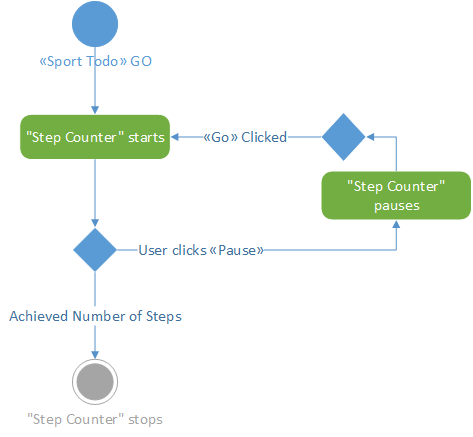 «Sport Todo» GO
"Step Counter" starts
«Go» Clicked
"Step Counter"
pauses
User clicks «Pause»
Achieved Number of Steps
"Step Counter" stops